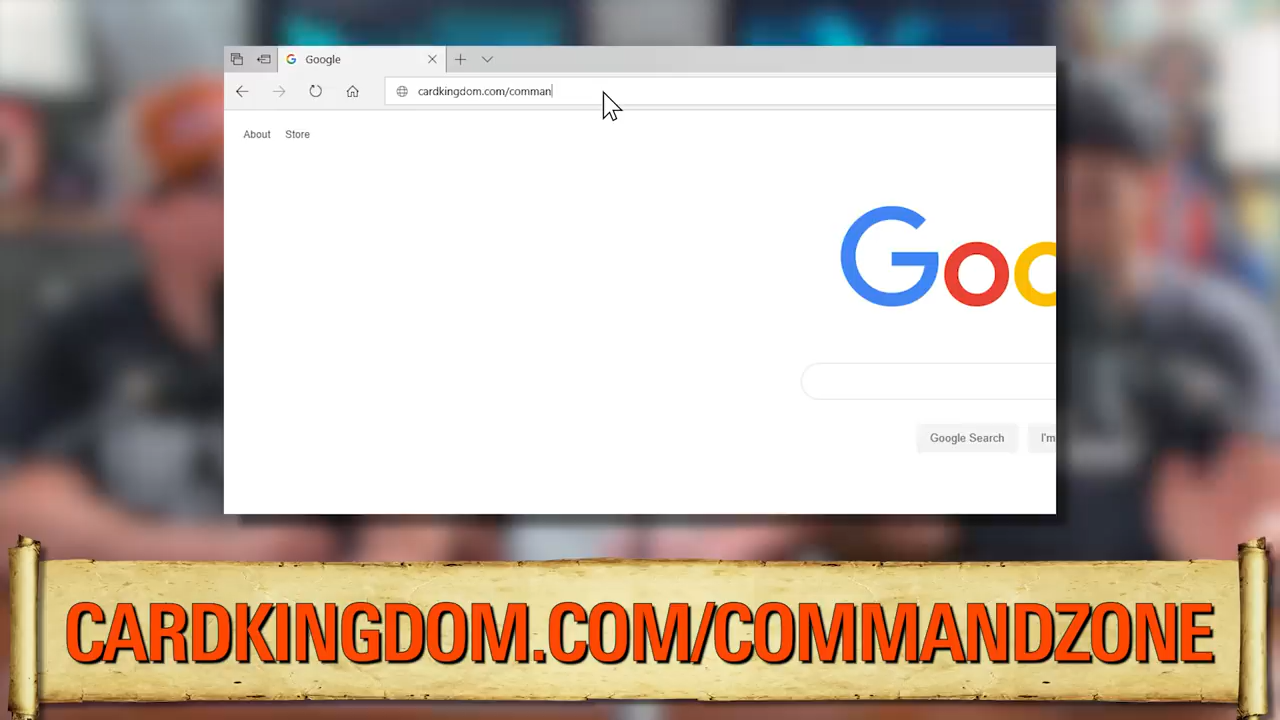 Google
cardkingdom.com/comman
About Store
Goo
Google Search I'm
CARDKINGDOM.COM/COMMANDZONE